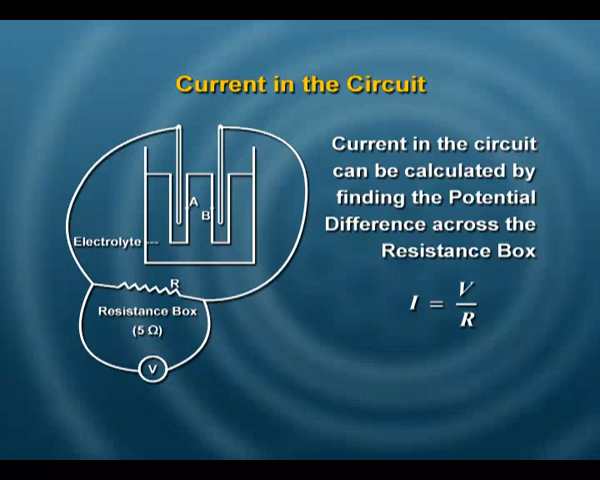 Current in the Circuit
Current in the circuit
can be calculated by
finding the Potential
Difference across the
Resistance Box
I = V
R
A
B
Electrolyte
R
Resistance Box
(5 Ω)
V